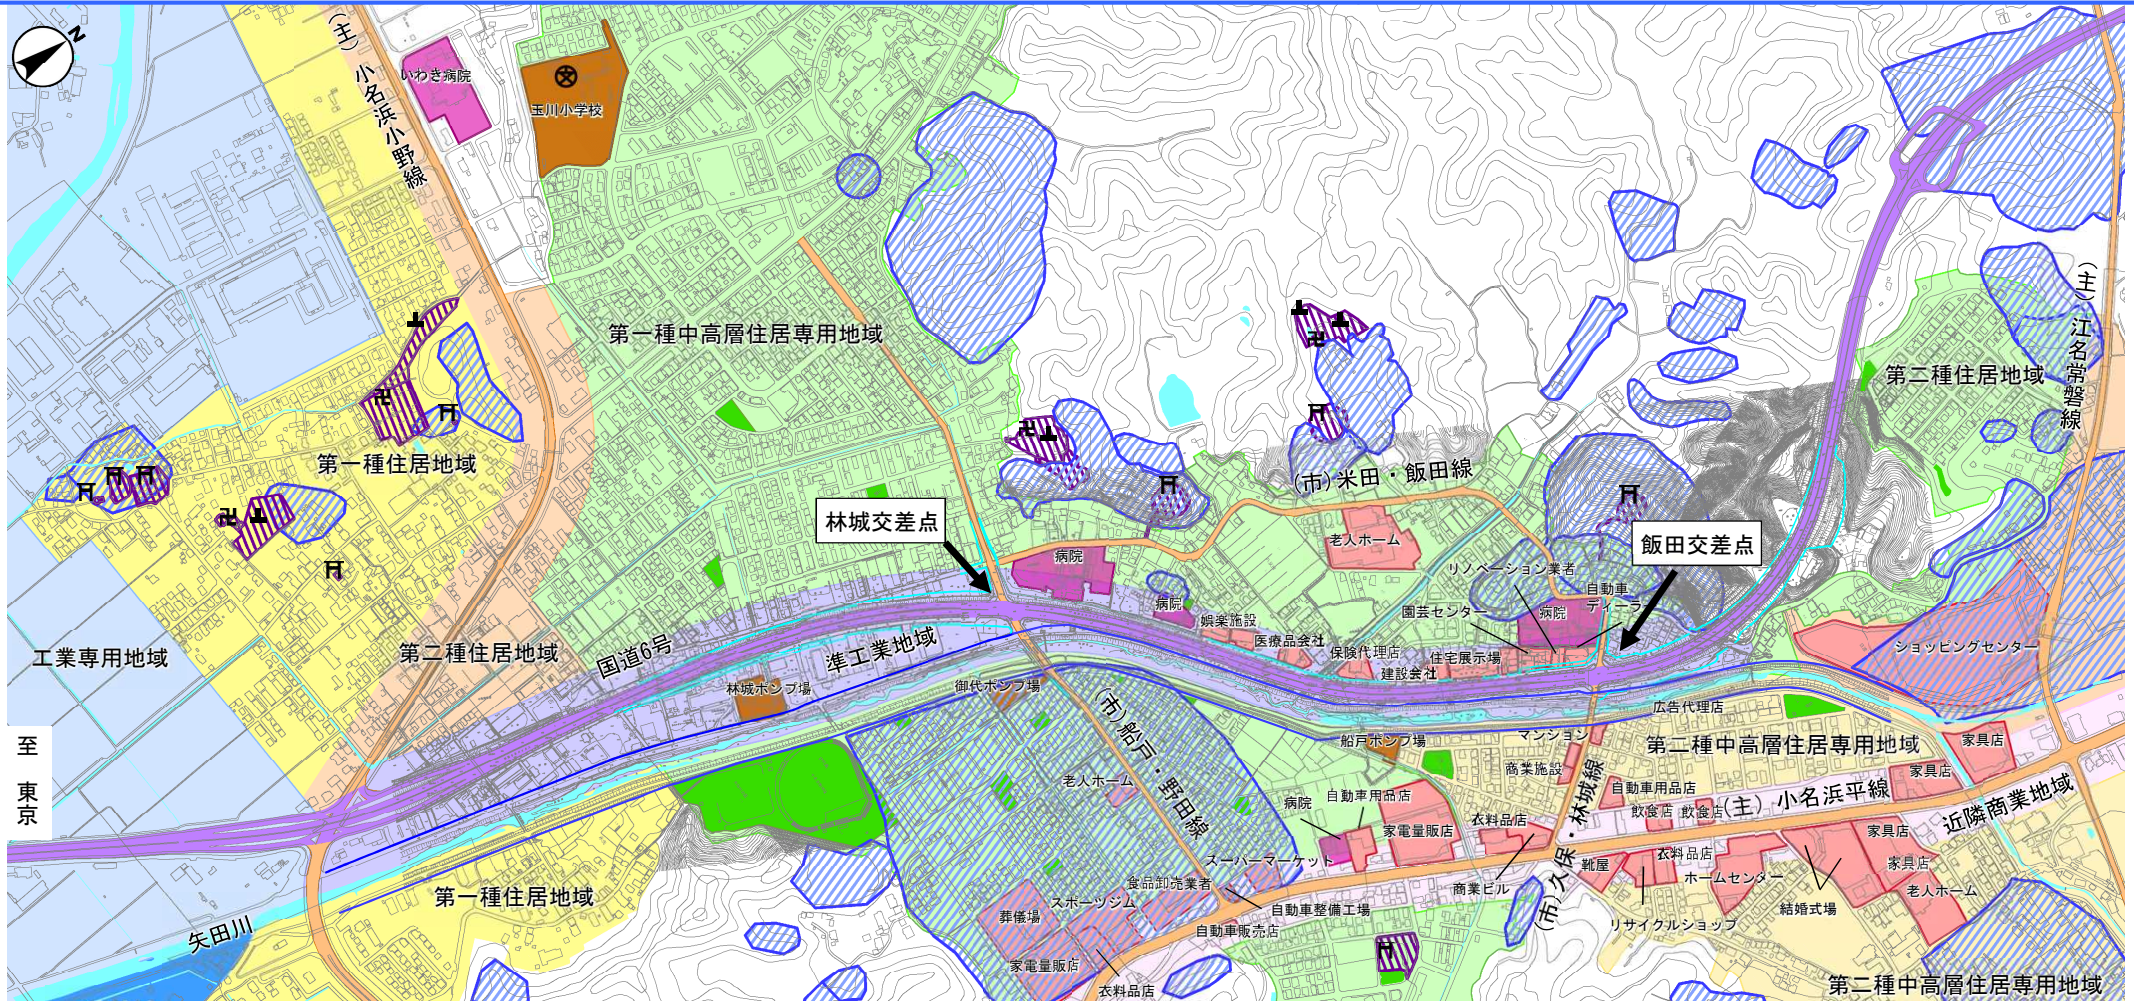 N
(主) 小名浜小野線
いわき病院
玉川小学校
第一種中高層住居専用地域
(主) 江名常磐線
第二種住居地域
第一種住居地域
(市) 米田・飯田線
林城交差点
飯田交差点
老人ホーム
病院
リノベーション業者
自動車
ディーラー
園芸センター
病院
病院
娯楽施設
医療品会社
保険代理店
住宅展示場
建設会社
ショッピングセンター
工業専用地域
第二種住居地域
国道6号
準工業地域
林城ポンプ場
御代ポンプ場
(市) 船戸・野田線
広告代理店
マンション
船戸ポンプ場
第二種中高層住居専用地域
家具店
家具店
商業施設
至 東京
老人ホーム
病院
自動車用品店
自動車用品店
飲食店
飲食店
(主) 小名浜平線
近隣商業地域
家電量販店
衣料品店
(市) 久保・林城線
スーパーマーケット
靴屋
衣料品店
家具店
家具店
ホームセンター
老人ホーム
第一種住居地域
食品卸売業者
スポーツジム
商業ビル
葬儀場
自動車整備工場
結婚式場
リサイクルショップ
自動車販売店
矢田川
家電量販店
衣料品店
第二種中高層住居専用地域